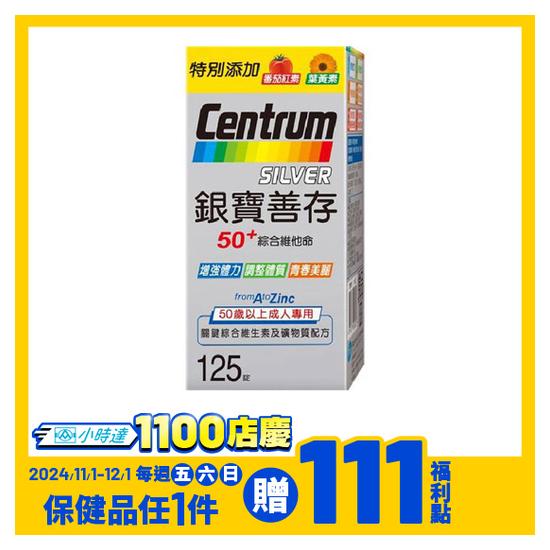 特別添加 番茄紅素 葉黃素
Centrum
SILVER
銀寶善存
50+綜合維他命
增強體力 調整體質 青春美麗
from A to Zinc
50歲以上成人專用
關鍵綜合維生素及礦物質配方
125錠
小時達 1100店慶
2024/11/1-12/1 每週五六日
保健品任1件 贈 111 福利點